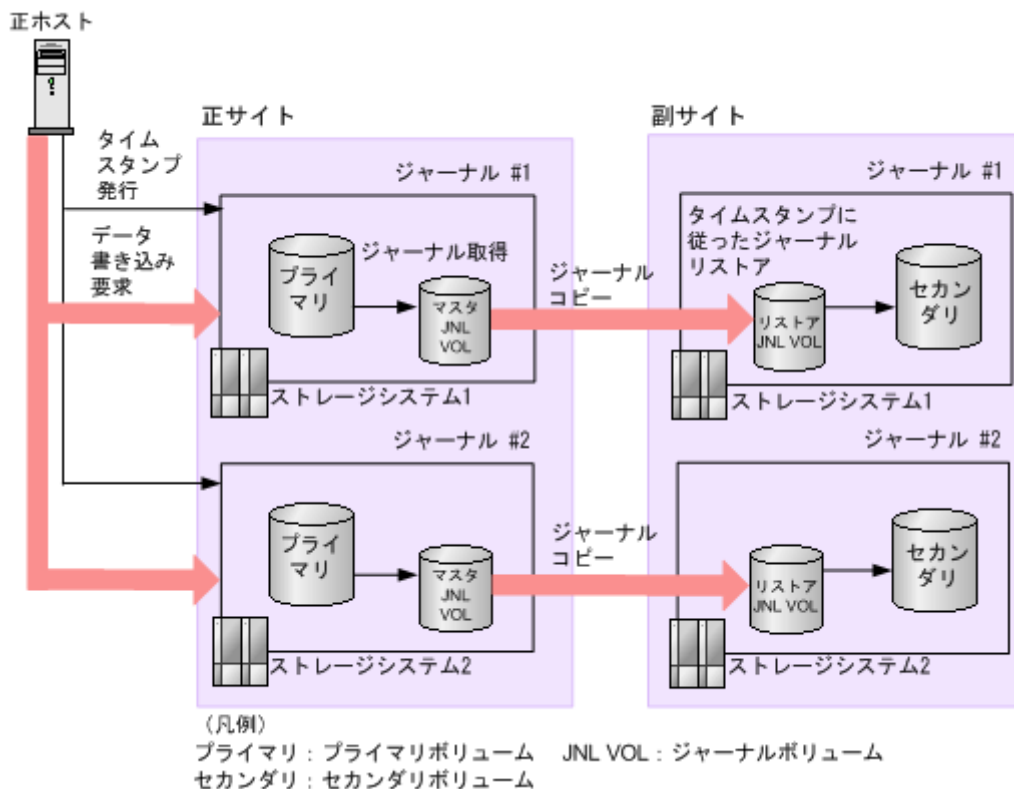 正ホスト
正サイト
副サイト
タイム
スタンプ
発行
データ
書き込み
要求
ジャーナル #1
プライ
マリ
ジャーナル取得
マスタ
JNL
VOL
ストレージシステム1
ジャーナル
コピー
ジャーナル #1
タイムスタンプに
従ったジャーナル
リストア
リストア
JNL VOL
セカン
ダリ
ストレージシステム1
ジャーナル #2
プライ
マリ
マスタ
JNL
VOL
ストレージシステム2
ジャーナル
コピー
ジャーナル #2
リストア
JNL VOL
セカン
ダリ
ストレージシステム2
（凡例）
プライマリ：プライマリボリューム　JNL VOL：ジャーナルボリューム
セカンダリ：セカンダリボリューム